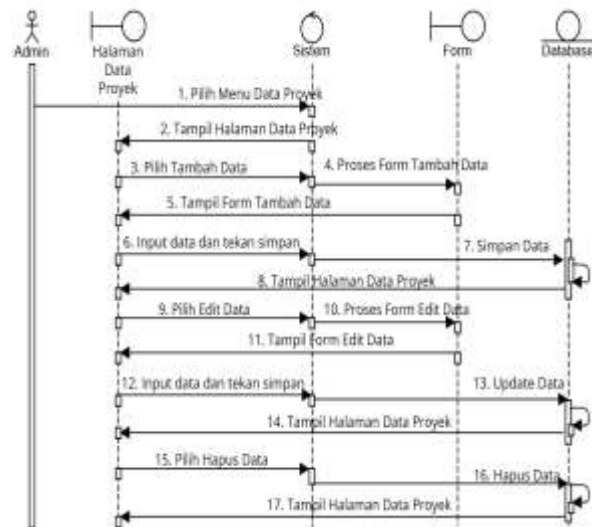 Admin
Halaman
Data
Proyek
Sistem
Form
Database
1. Pilih Menu Data Proyek
2. Tampil Halaman Data Proyek
3. Pilih Tambah Data
4. Proses Form Tambah Data
5. Tampil Form Tambah Data
6. Input data dan tekan simpan
7. Simpan Data
8. Tampil Halaman Data Proyek
9. Pilih Edit Data
10. Proses Form Edit Data
11. Tampil Form Edit Data
12. Input data dan tekan simpan
13. Update Data
14. Tampil Halaman Data Proyek
15. Pilih Hapus Data
16. Hapus Data
17. Tampil Halaman Data Proyek